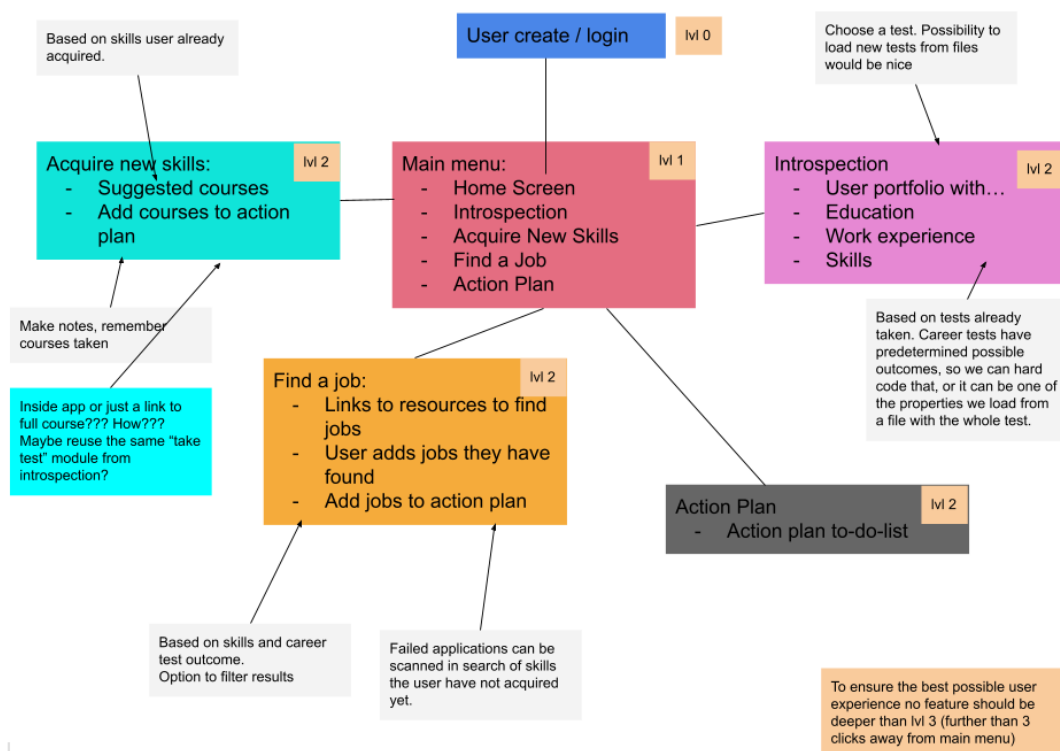 User create / login
lvl 0
Based on skills user already
acquired.
Choose a test. Possibility to
load new tests from files
would be nice
Acquire new skills:
lvl 2
- Suggested courses
- Add courses to action
plan
Main menu:
lvl 1
- Home Screen
- Introspection
- Acquire New Skills
- Find a Job
- Action Plan
Introspection
lvl 2
- User portfolio with…
- Education
- Work experience
- Skills
Make notes, remember
courses taken
Inside app or just a link to
full course??? How???
Maybe reuse the same “take
test” module from
introspection?
Find a job:
lvl 2
- Links to resources to find
jobs
- User adds jobs they have
found
- Add jobs to action plan
Based on tests already
taken. Career tests have
predetermined possible
outcomes, so we can hard
code that, or it can be one of
the properties we load from
a file with the whole test.
Action Plan
lvl 2
- Action plan to-do-list
Based on skills and career
test outcome.
Option to filter results
Failed applications can be
scanned in search of skills
the user have not acquired
yet.
To ensure the best possible user
experience no feature should be
deeper than lvl 3 (further than 3
clicks away from main menu)